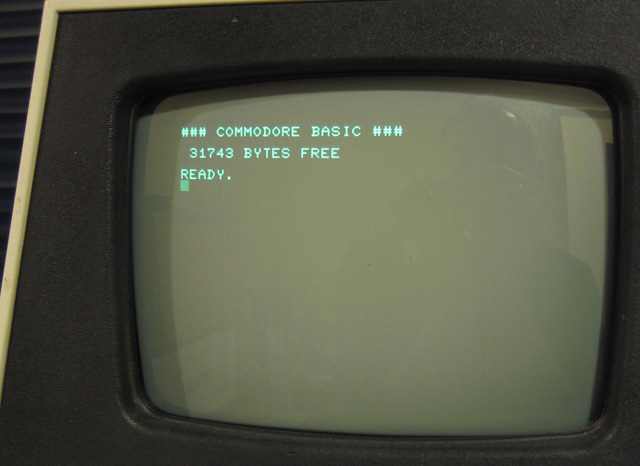 ### COMMODORE BASIC ###
31743 BYTES FREE
READY.